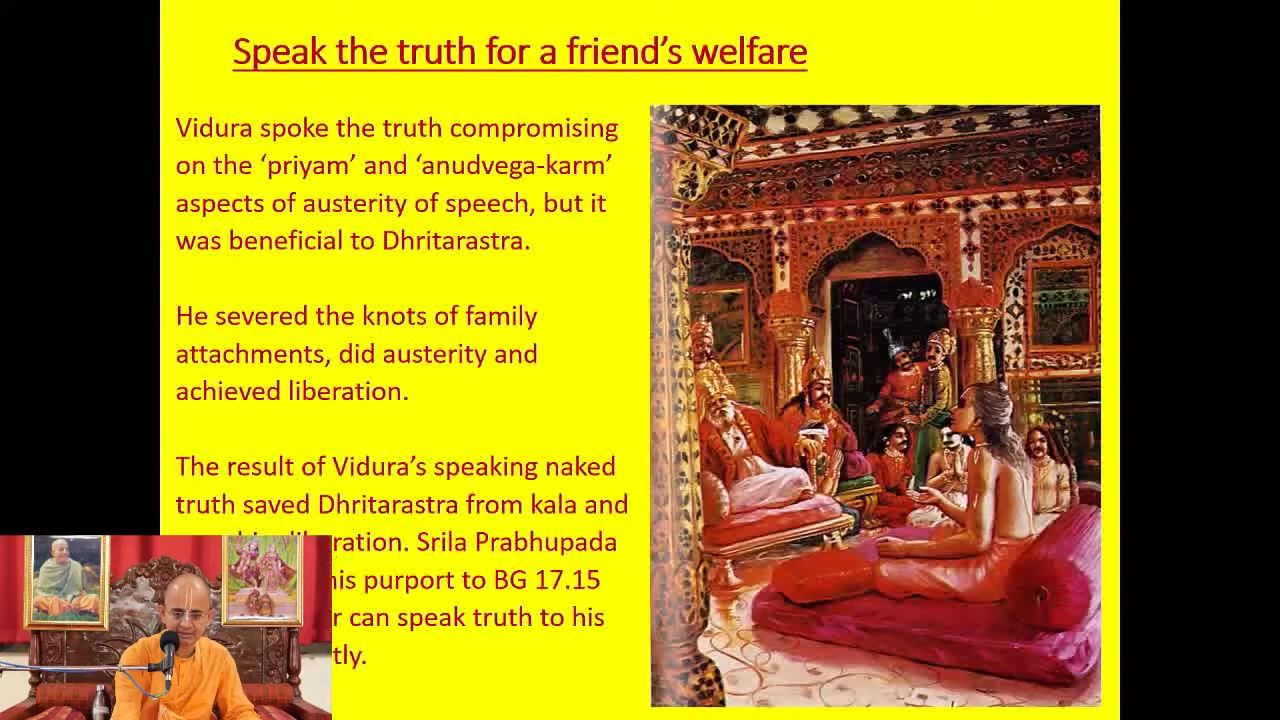 Speak the truth for a friend's welfare
Vidura spoke the truth compromising
on the ‘priyam’ and ‘anudvega-karm’
aspects of austerity of speech, but it
was beneficial to Dhritarastra.
He severed the knots of family
attachments, did austerity and
achieved liberation.
The result of Vidura’s speaking naked
truth saved Dhritarastra from kala and
Srila Prabhupada
purport to BG 17.15
can speak truth to his